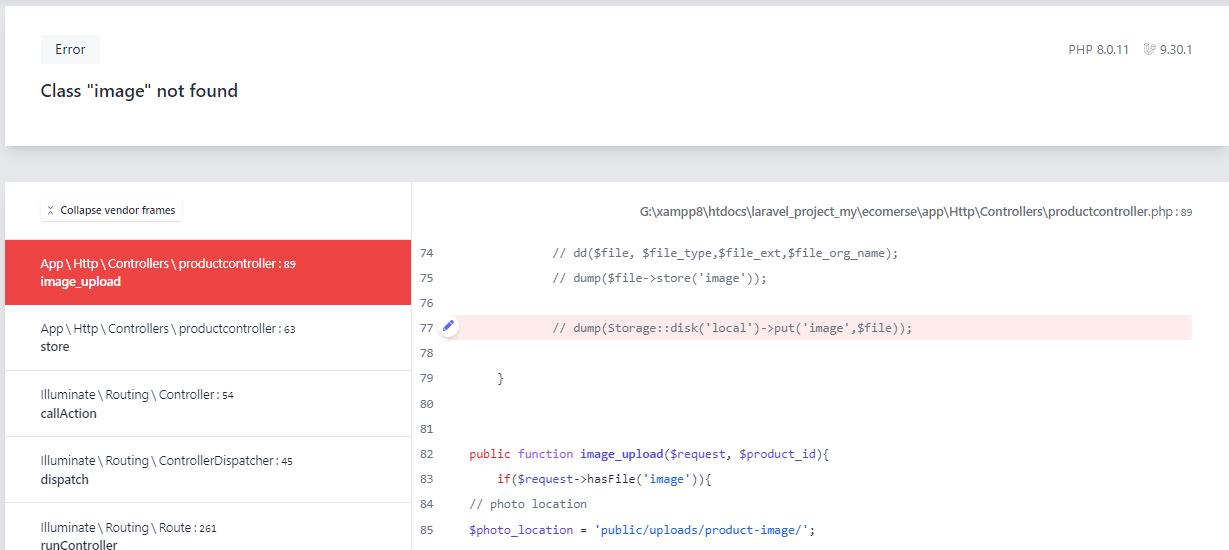 Error
PHP 8.0.11 9.30.1
Class "image" not found
Collapse vendor frames
G:\xampp8\htdocs\laravel_project_my\ecomerse\app\Http\Controllers\productcontroller.php : 89
App \ Http \ Controllers \ productcontroller : 89
image_upload
App \ Http \ Controllers \ productcontroller : 63
store
Illuminate \ Routing \ Controller : 54
callAction
Illuminate \ Routing \ ControllerDispatcher : 45
dispatch
Illuminate \ Routing \ Route : 261
runController
74 // dd($file, $file_type,$file_ext,$file_org_name);
75 // dump($file->store('image'));
76
77 // dump(Storage::disk('local')->put('image',$file));
78
79 }
80
81
82 public function image_upload($request, $product_id){
83 if($request->hasFile('image')){
84 // photo location
85 $photo_location = 'public/uploads/product-image/';